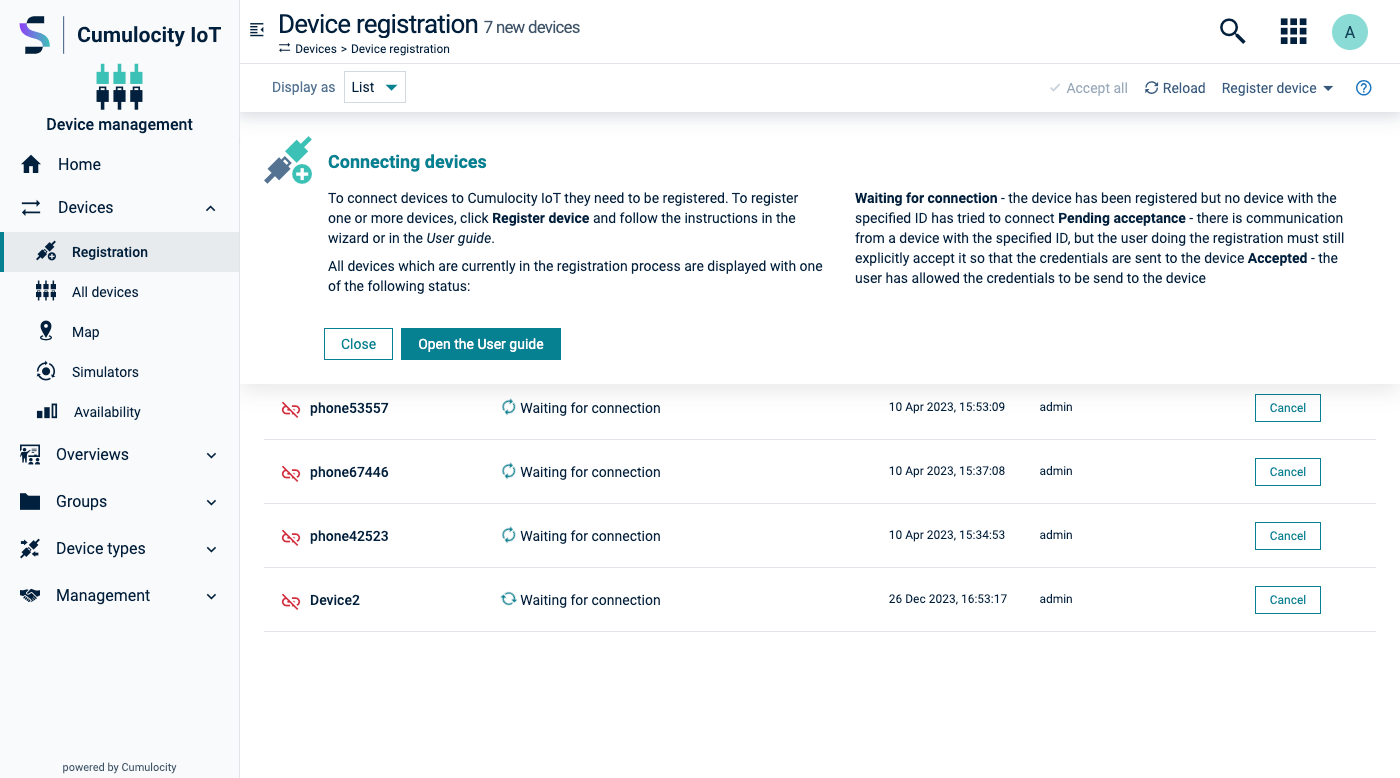 Cumulocity IoT
Device management
Home
Devices
Registration
All devices
Map
Simulators
Availability
Overviews
Groups
Device types
Management
powered by Cumulocity
Device registration 7 new devices
Devices > Device registration
A
Display as List
Accept all Reload Register device
Connecting devices
To connect devices to Cumulocity IoT they need to be registered. To register
one or more devices, click Register device and follow the instructions in the
wizard or in the User guide.
All devices which are currently in the registration process are displayed with one
of the following status:
Waiting for connection - the device has been registered but no device with the
specified ID has tried to connect Pending acceptance - there is communication
from a device with the specified ID, but the user doing the registration must still
explicitly accept it so that the credentials are sent to the device Accepted - the
user has allowed the credentials to be send to the device
Close Open the User guide
phone53557 Waiting for connection 10 Apr 2023, 15:53:09 admin Cancel
phone67446 Waiting for connection 10 Apr 2023, 15:37:08 admin Cancel
phone42523 Waiting for connection 10 Apr 2023, 15:34:53 admin Cancel
Device2 Waiting for connection 26 Dec 2023, 16:53:17 admin Cancel